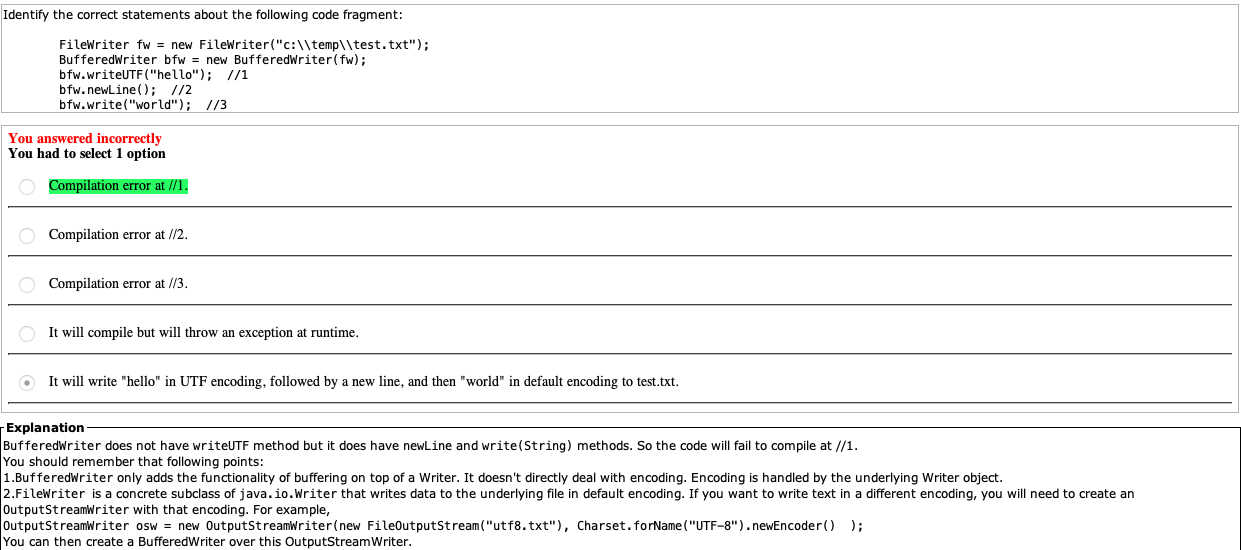 Identify the correct statements about the following code fragment:
FileWriter fw = new FileWriter("c:\\temp\\test.txt");
BufferedWriter bfw = new BufferedWriter(fw);
bfw.writeUTF("hello");  //1
bfw.newLine();  //2
bfw.write("world");  //3
You answered incorrectly
You had to select 1 option
Compilation error at //1.
Compilation error at //2.
Compilation error at //3.
It will compile but will throw an exception at runtime.
It will write "hello" in UTF encoding, followed by a new line, and then "world" in default encoding to test.txt.
Explanation
BufferedWriter does not have writeUTF method but it does have newLine and write(String) methods. So the code will fail to compile at //1.
You should remember that following points:
1.BufferedWriter only adds the functionality of buffering on top of a Writer. It doesn't directly deal with encoding. Encoding is handled by the underlying Writer object.
2.FileWriter is a concrete subclass of java.io.Writer that writes data to the underlying file in default encoding. If you want to write text in a different encoding, you will need to create an
OutputStreamWriter with that encoding. For example,
OutputStreamWriter osw = new OutputStreamWriter(new FileOutputStream("utf8.txt"), Charset.forName("UTF-8").newEncoder()  );
You can then create a BufferedWriter over this OutputStreamWriter.